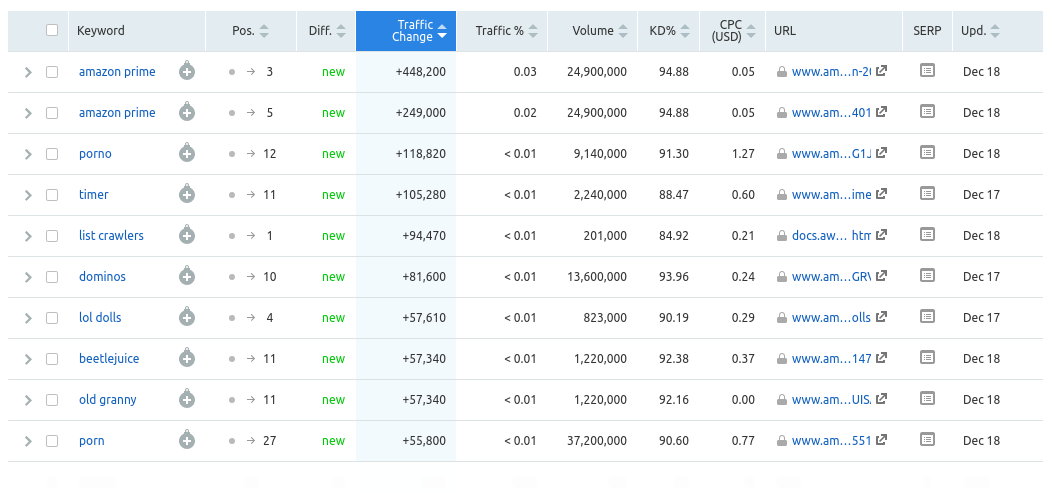 Keyword Pos. Diff. Traffic Change Traffic % Volume KD% CPC (USD) URL SERP Upd.
amazon prime 3 new +448,200 0.03 24,900,000 94.88 0.05 www.am...n-20 Dec 18
amazon prime 5 new +249,000 0.02 24,900,000 94.88 0.05 www.am...401 Dec 18
porno 12 new +118,820 < 0.01 9,140,000 91.30 1.27 www.am...G1J Dec 18
timer 11 new +105,280 < 0.01 2,240,000 88.47 0.60 www.am...ime Dec 17
list crawlers 1 new +94,470 < 0.01 201,000 84.92 0.21 docs.aw... htm Dec 18
dominos 10 new +81,600 < 0.01 13,600,000 93.96 0.24 www.am...GRV Dec 17
lol dolls 4 new +57,610 < 0.01 823,000 90.19 0.29 www.am...olls Dec 17
beetlejuice 11 new +57,340 < 0.01 1,220,000 92.38 0.37 www.am...147 Dec 18
old granny 11 new +57,340 < 0.01 1,220,000 92.16 0.00 www.am...UIS Dec 18
porn 27 new +55,800 < 0.01 37,200,000 90.60 0.77 www.am...551 Dec 18